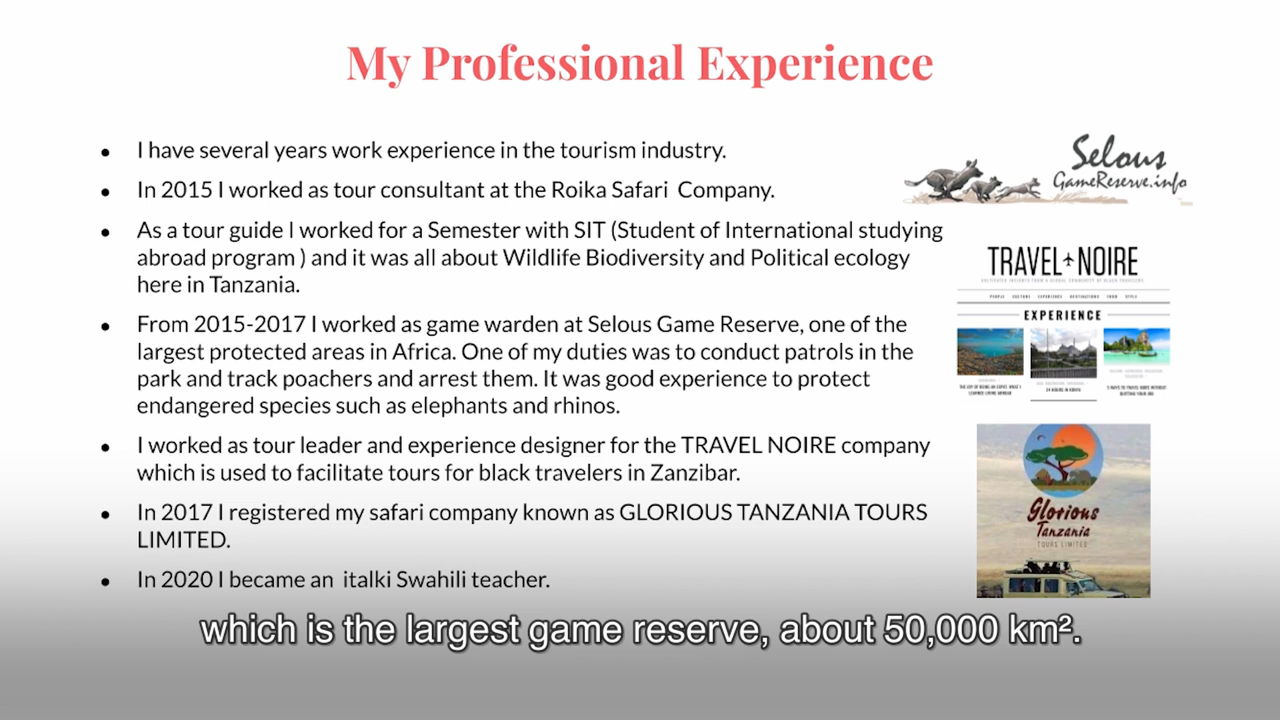 My Professional Experience
• I have several years work experience in the tourism industry.
• In 2015 I worked as tour consultant at the Roika Safari Company.
• As a tour guide I worked for a Semester with SIT (Student of International studying
abroad program ) and it was all about Wildlife Biodiversity and Political ecology
here in Tanzania.
• From 2015-2017 I worked as game warden at Selous Game Reserve, one of the
largest protected areas in Africa. One of my duties was to conduct patrols in the
park and track poachers and arrest them. It was good experience to protect
endangered species such as elephants and rhinos.
• I worked as tour leader and experience designer for the TRAVEL NOIRE company
which is used to facilitate tours for black travelers in Zanzibar.
• In 2017 I registered my safari company known as GLORIOUS TANZANIA TOURS
LIMITED.
• In 2020 I became an italki Swahili teacher.
Selous
GameReserve.info
TRAVEL NOIRE
PEOPLE CULTURE EXPERIENCE DESTINATIONS FOOD STYLE
EXPERIENCE
Glorious
Tanzania
TOURS LIMITED
which is the largest game reserve, about 50,000 km².